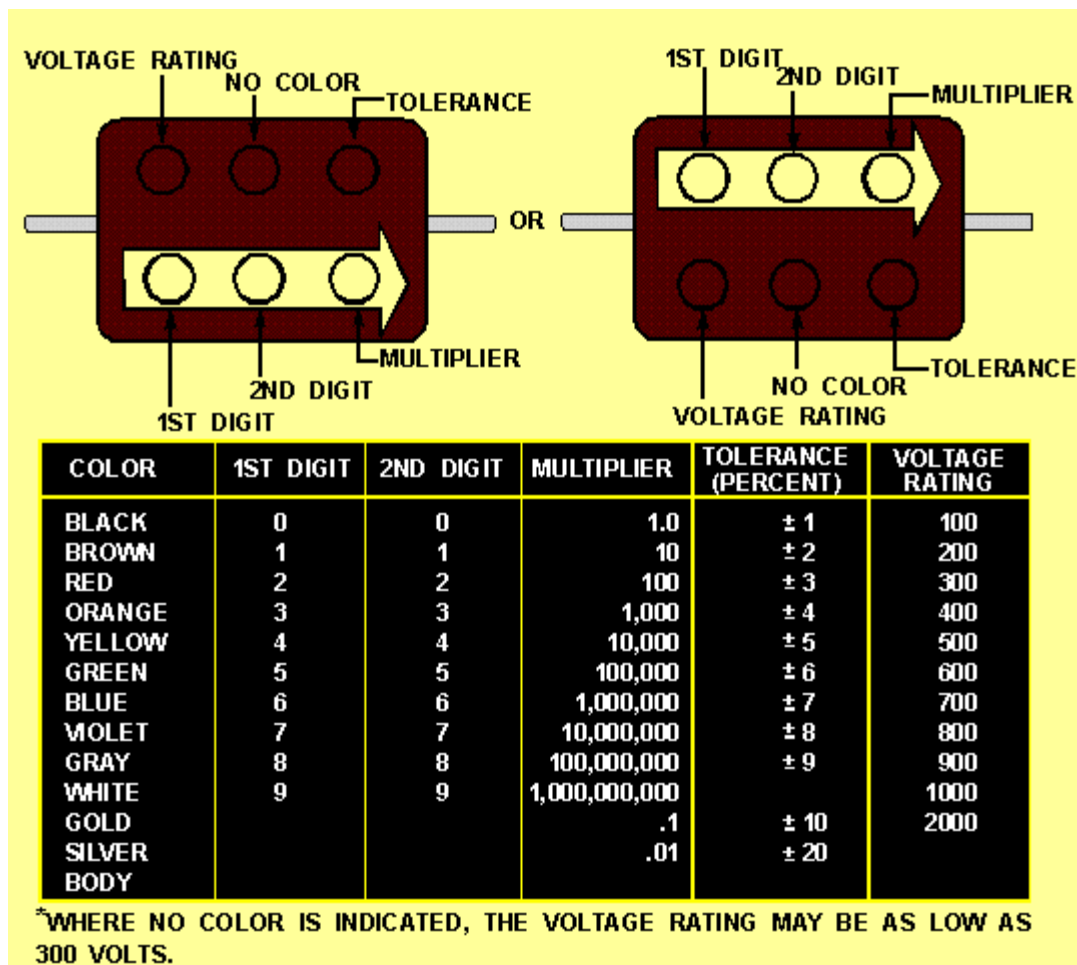 VOLTAGE RATING
NO COLOR
TOLERANCE
MULTIPLIER
2ND DIGIT
1ST DIGIT
OR
1ST DIGIT
2ND DIGIT
MULTIPLIER
TOLERANCE
NO COLOR
VOLTAGE RATING
COLOR 1ST DIGIT 2ND DIGIT MULTIPLIER TOLERANCE (PERCENT) VOLTAGE RATING
BLACK 0 0 1.0 ± 1 100
BROWN 1 1 10 ± 2 200
RED 2 2 100 ± 3 300
ORANGE 3 3 1,000 ± 4 400
YELLOW 4 4 10,000 ± 5 500
GREEN 5 5 100,000 ± 6 600
BLUE 6 6 1,000,000 ± 7 700
VIOLET 7 7 10,000,000 ± 8 800
GRAY 8 8 100,000,000 ± 9 900
WHITE 9 9 1,000,000,000 1000
GOLD .1 ± 10 2000
SILVER .01 ± 20
BODY
*WHERE NO COLOR IS INDICATED, THE VOLTAGE RATING MAY BE AS LOW AS
300 VOLTS.